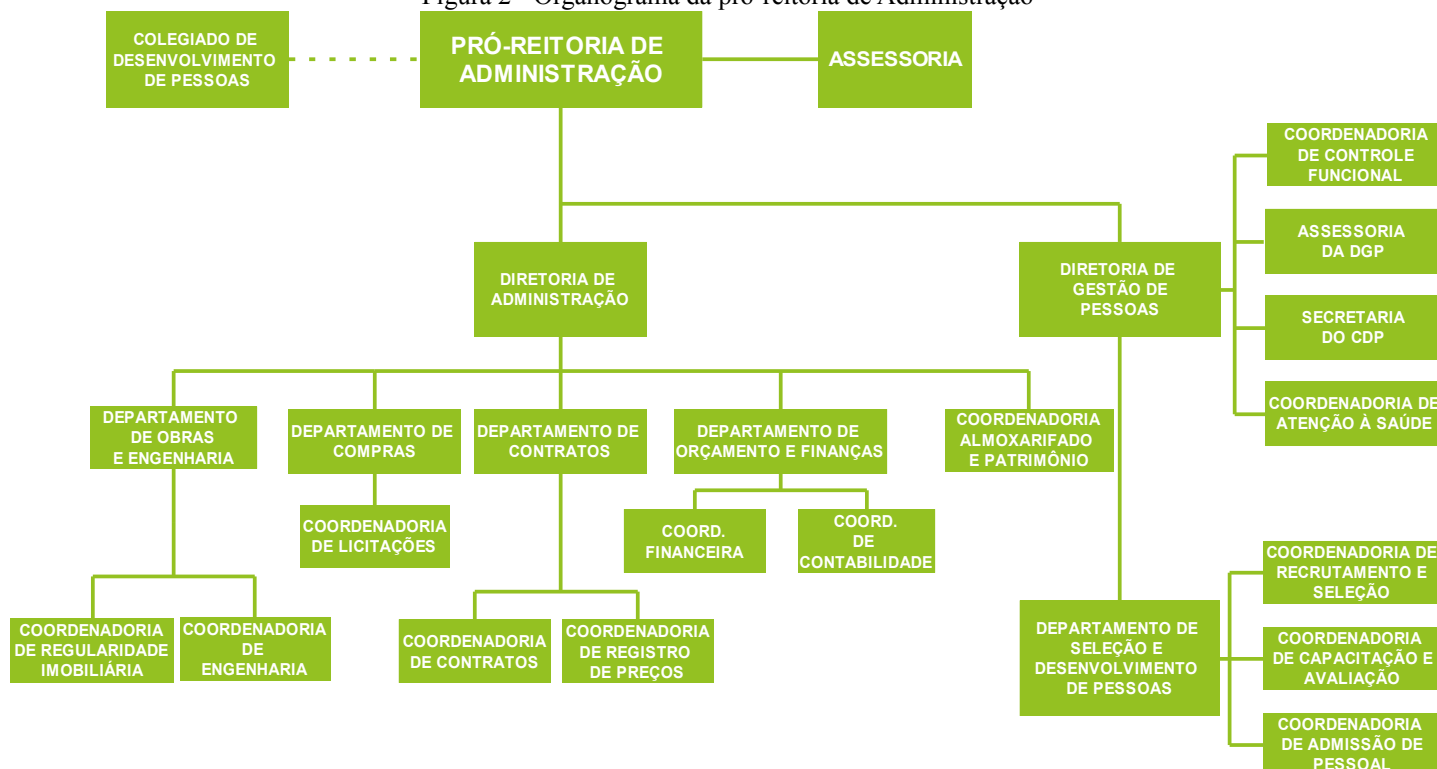 Figura 2 - Organograma da pró-reitoria de Administração
COLEGIADO DE
DESENVOLVIMENTO
DE PESSOAS
PRÓ-REITORIA DE
ADMINISTRAÇÃO
ASSESSORIA
COORDENADORIA
DE CONTROLE
FUNCIONAL
ASSESSORIA
DA DGP
SECRETARIA
DO CDP
COORDENADORIA DE
ATENÇÃO À SAÚDE
DIRETORIA DE
ADMINISTRAÇÃO
DIRETORIA DE
GESTÃO DE
PESSOAS
DEPARTAMENTO
DE OBRAS
E ENGENHARIA
DEPARTAMENTO DE
COMPRAS
DEPARTAMENTO DE
CONTRATOS
DEPARTAMENTO DE
ORÇAMENTO E FINANÇAS
COORDENADORIA
ALMOXARIFADO
E PATRIMÔNIO
COORDENADORIA
DE LICITAÇÕES
COORD.
FINANCEIRA
COORD.
DE
CONTABILIDADE
COORDENADORIA
DE REGULARIDADE
IMOBILIÁRIA
COORDENADORIA
DE
ENGENHARIA
COORDENADORIA
DE CONTRATOS
COORDENADORIA
DE REGISTRO
DE PREÇOS
DEPARTAMENTO DE
SELEÇÃO E
DESENVOLVIMENTO
DE PESSOAS
COORDENADORIA DE
RECRUTAMENTO E
SELEÇÃO
COORDENADORIA
DE CAPACITAÇÃO E
AVALIAÇÃO
COORDENADORIA
DE ADMISSÃO DE
PESSOAL